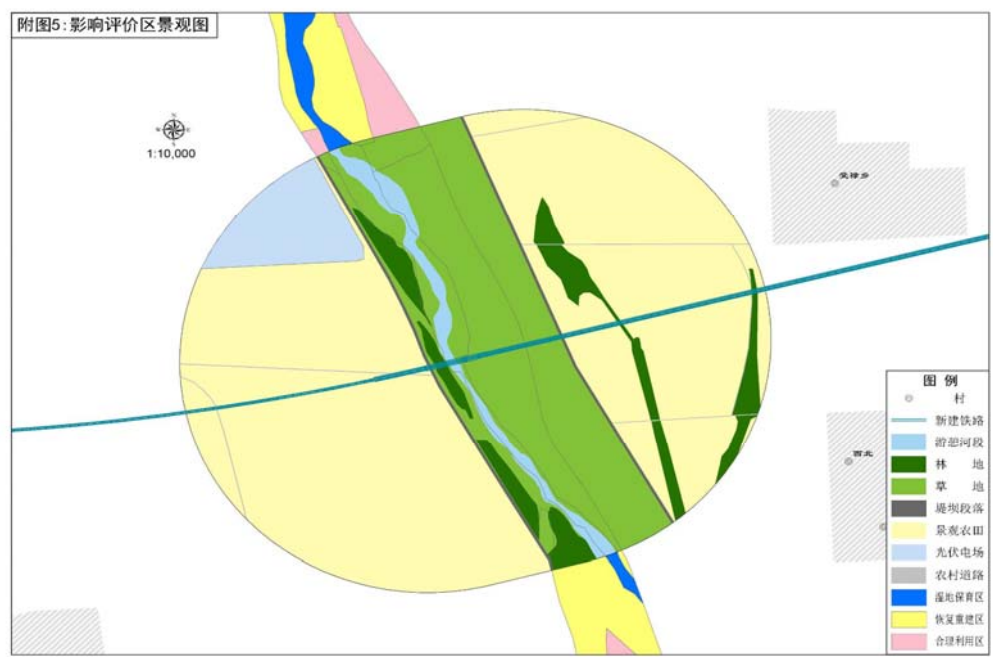 附图5：影响评价区景观图
N
W
E
S
1:10,000
西北
图 例
村
新建铁路
游憩河段
林 地
草 地
堤坝段落
景观农田
光伏电场
农村道路
湿地保育区
恢复重建区
合理利用区